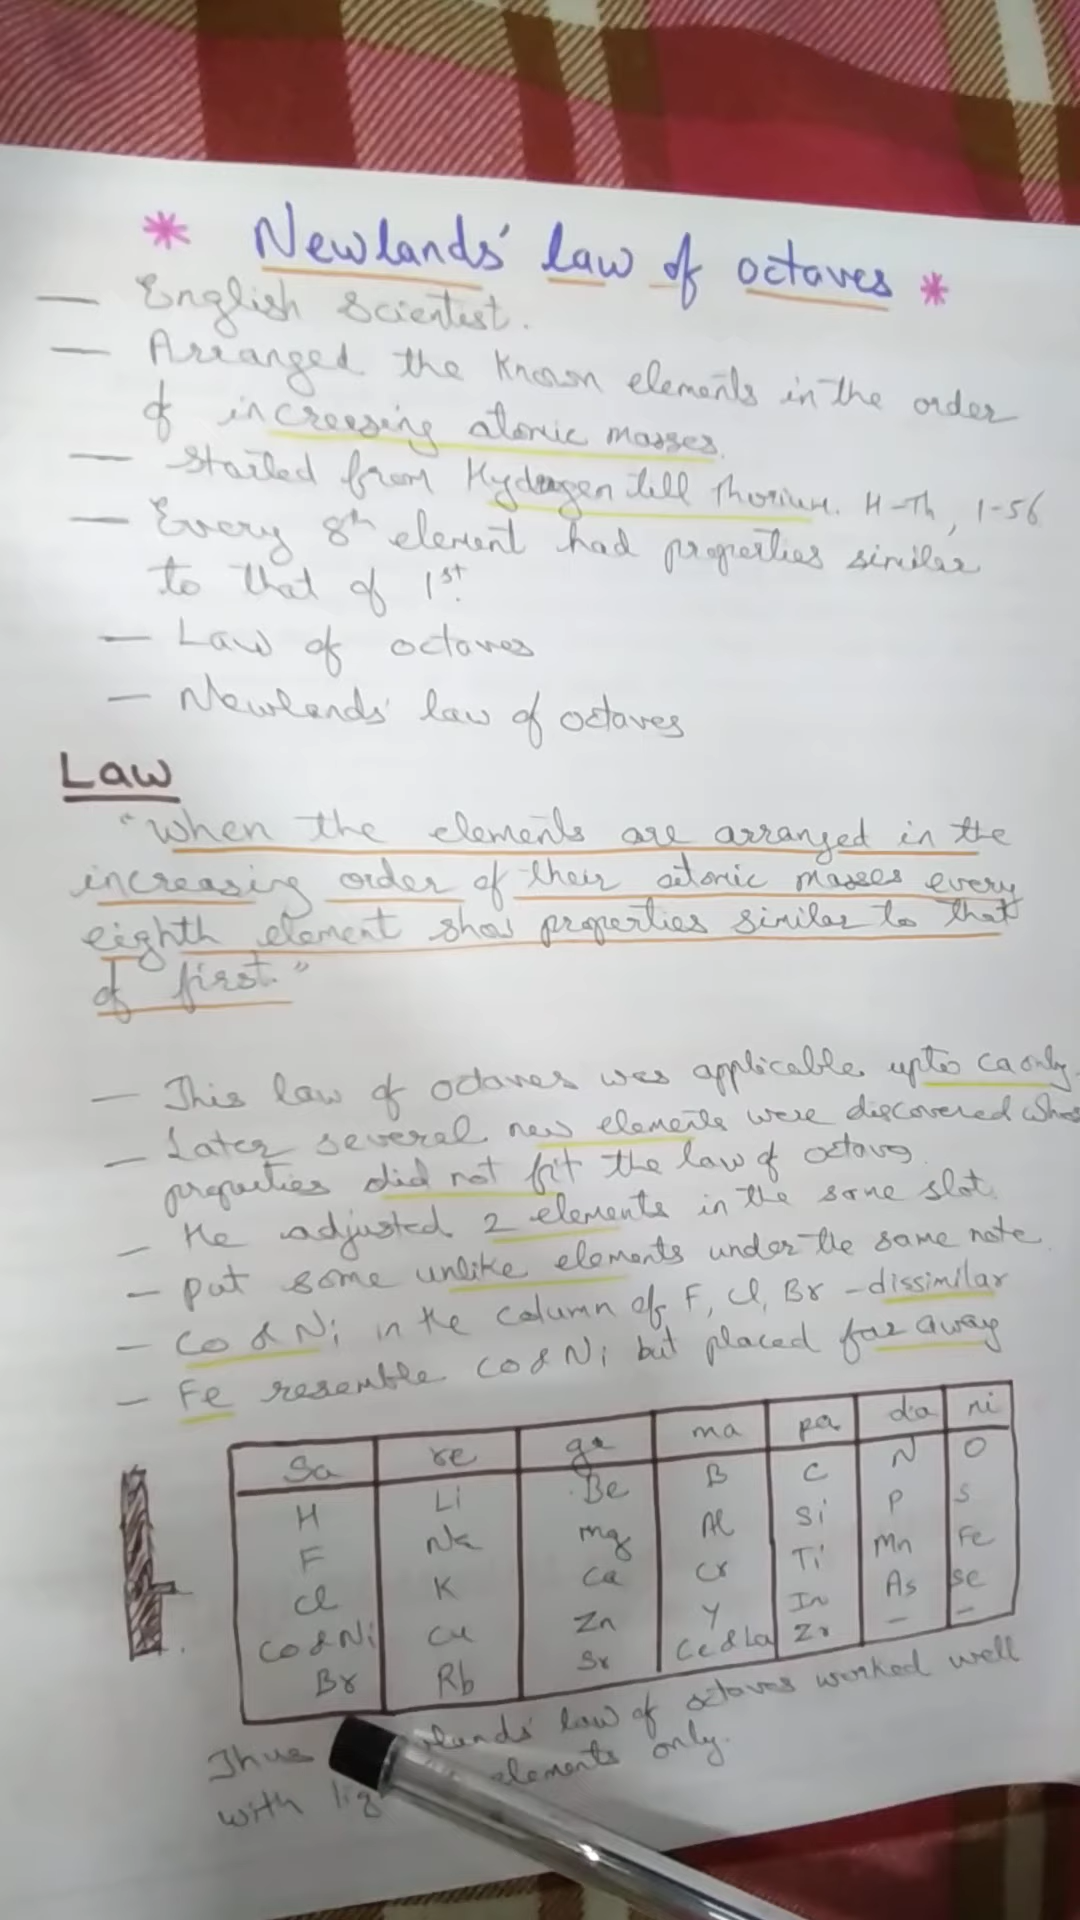 * Newlands' law of octaves *
— English Scientist.
— Arranged the Known elements in the order
of increesing atomic masses.
— Started from Hydrogen till Thorium. H-Th, 1-56
— Every 8th element had properties similar
to that of 1st.
— Law of octaves
— Newlands' law of octaves
Law
"When the elements are arranged in the
increasing order of their atomic masses every
eighth element show properties similar to that
of first."
— This law of octaves was applicable upto Ca only.
— Later several new elements were discovered
properties did not fit the law of octave.
— He adjusted 2 elements in the same slot.
— put some unlike elements under the same note.
— Co & Ni in the column of F, Cl, Br - dissimilar
— Fe resemble Co & Ni but placed far away
Sa re ga ma pa da ni
H Li Be B C N O
F Na Mg Al Si P S
Cl K Ca Cr Ti Mn Fe
Co & Ni Cu Zn Y In As Se
Br Rb Sr Ce & La Zr — —
Thus law of octaves worked well
with elements only.